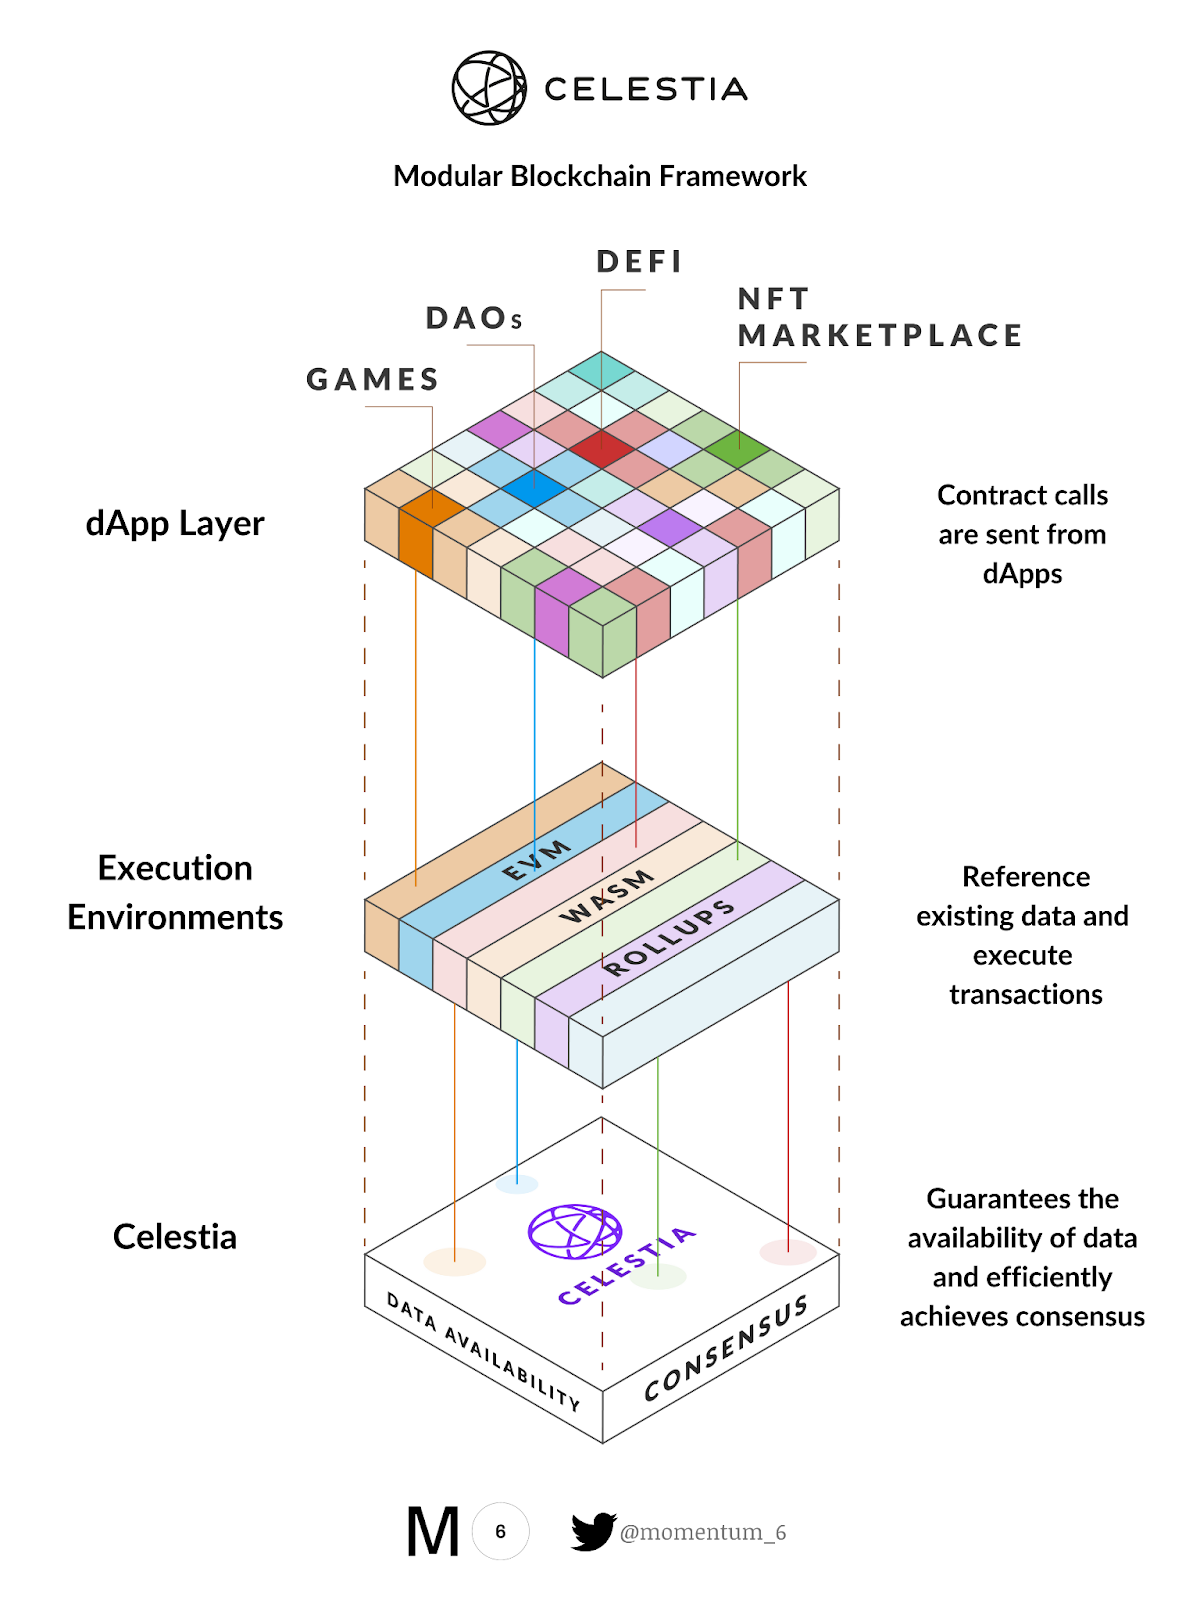 CELESTIA
Modular Blockchain Framework
DEFI
NFT
MARKETPLACE
DAOs
GAMES
dApp Layer
Contract calls
are sent from
dApps
Execution
Environments
EVM
WASM
ROLLUPS
Reference
existing data and
execute
transactions
Celestia
CELESTIA
DATA AVAILABILITY
CONSENSUS
Guarantees the
availability of data
and efficiently
achieves consensus
M 6 @momentum_6